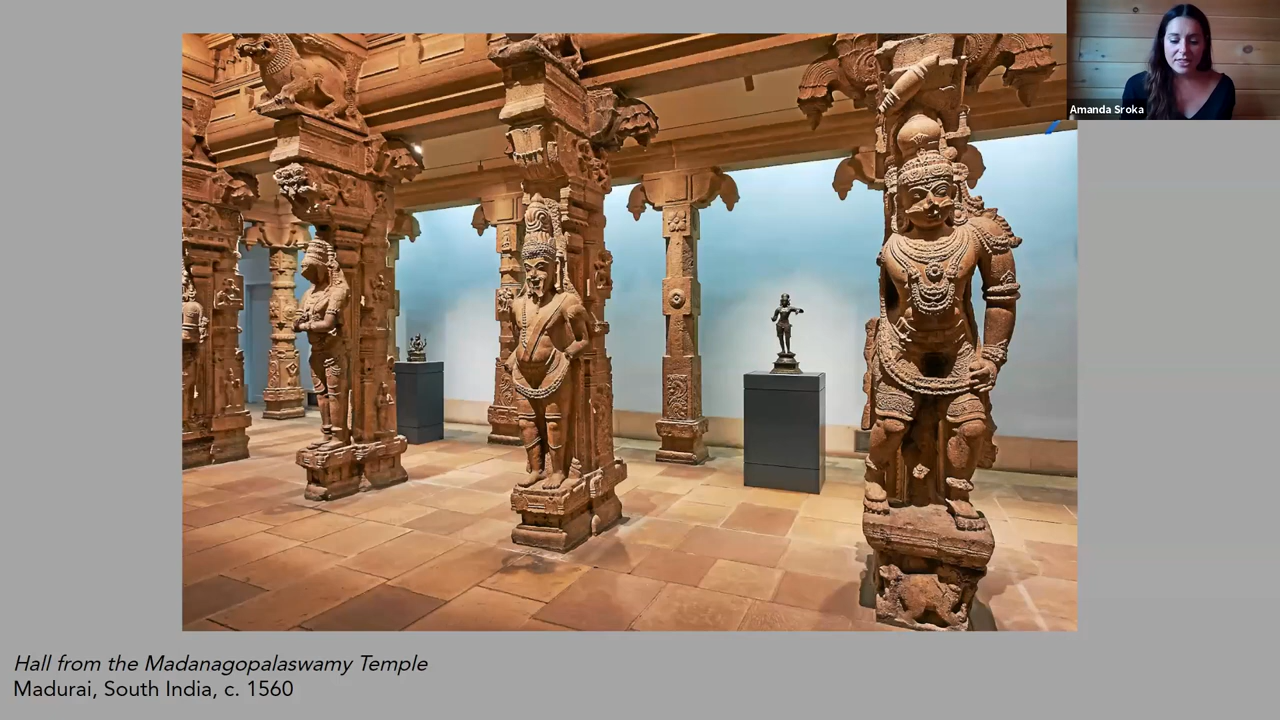 Amanda Sroka
Hall from the Madanagopalaswamy Temple
Madurai, South India, c. 1560